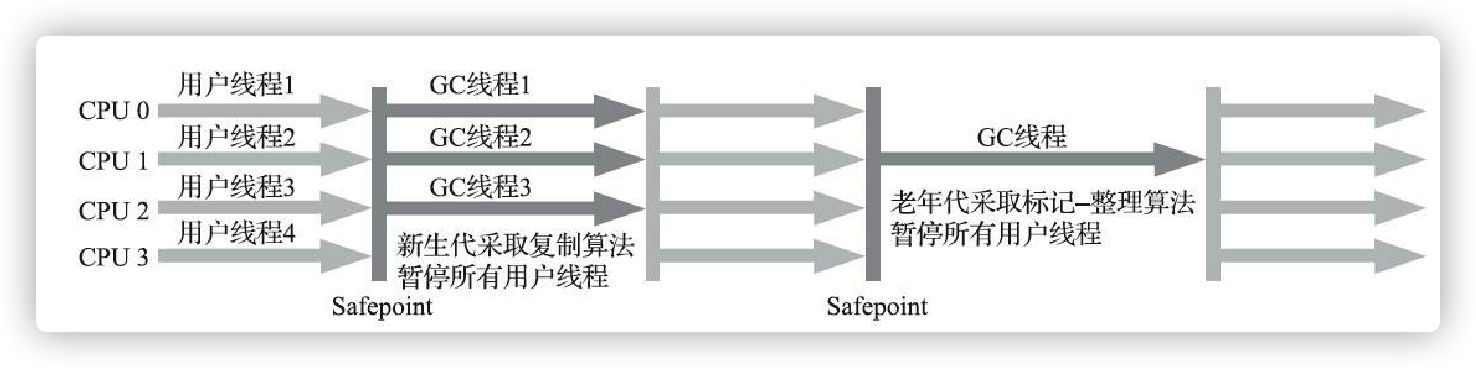 用户线程1
GC线程1
CPU 0
用户线程2
GC线程2
GC线程
CPU 1
用户线程3
GC线程3
CPU 2
老年代采取标记–整理算法
暂停所有用户线程
用户线程4
CPU 3
新生代采取复制算法
暂停所有用户线程
Safepoint
Safepoint